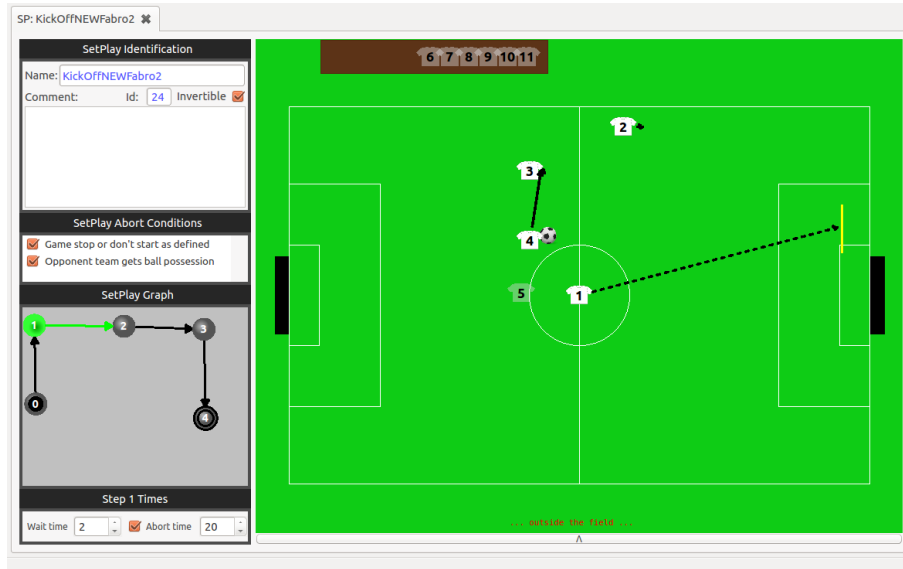 SP: KickOffNEWFabro2 ✖
SetPlay Identification
Name: KickOffNEWFabro2
Comment: Id: 24 Invertible
SetPlay Abort Conditions
Game stop or don't start as defined
Opponent team gets ball possession
SetPlay Graph
1 2 3
0 4
Step 1 Times
Wait time 2 Abort time 20
6 7 8 9 10 11
2
3
4
5 1
... outside the field ...